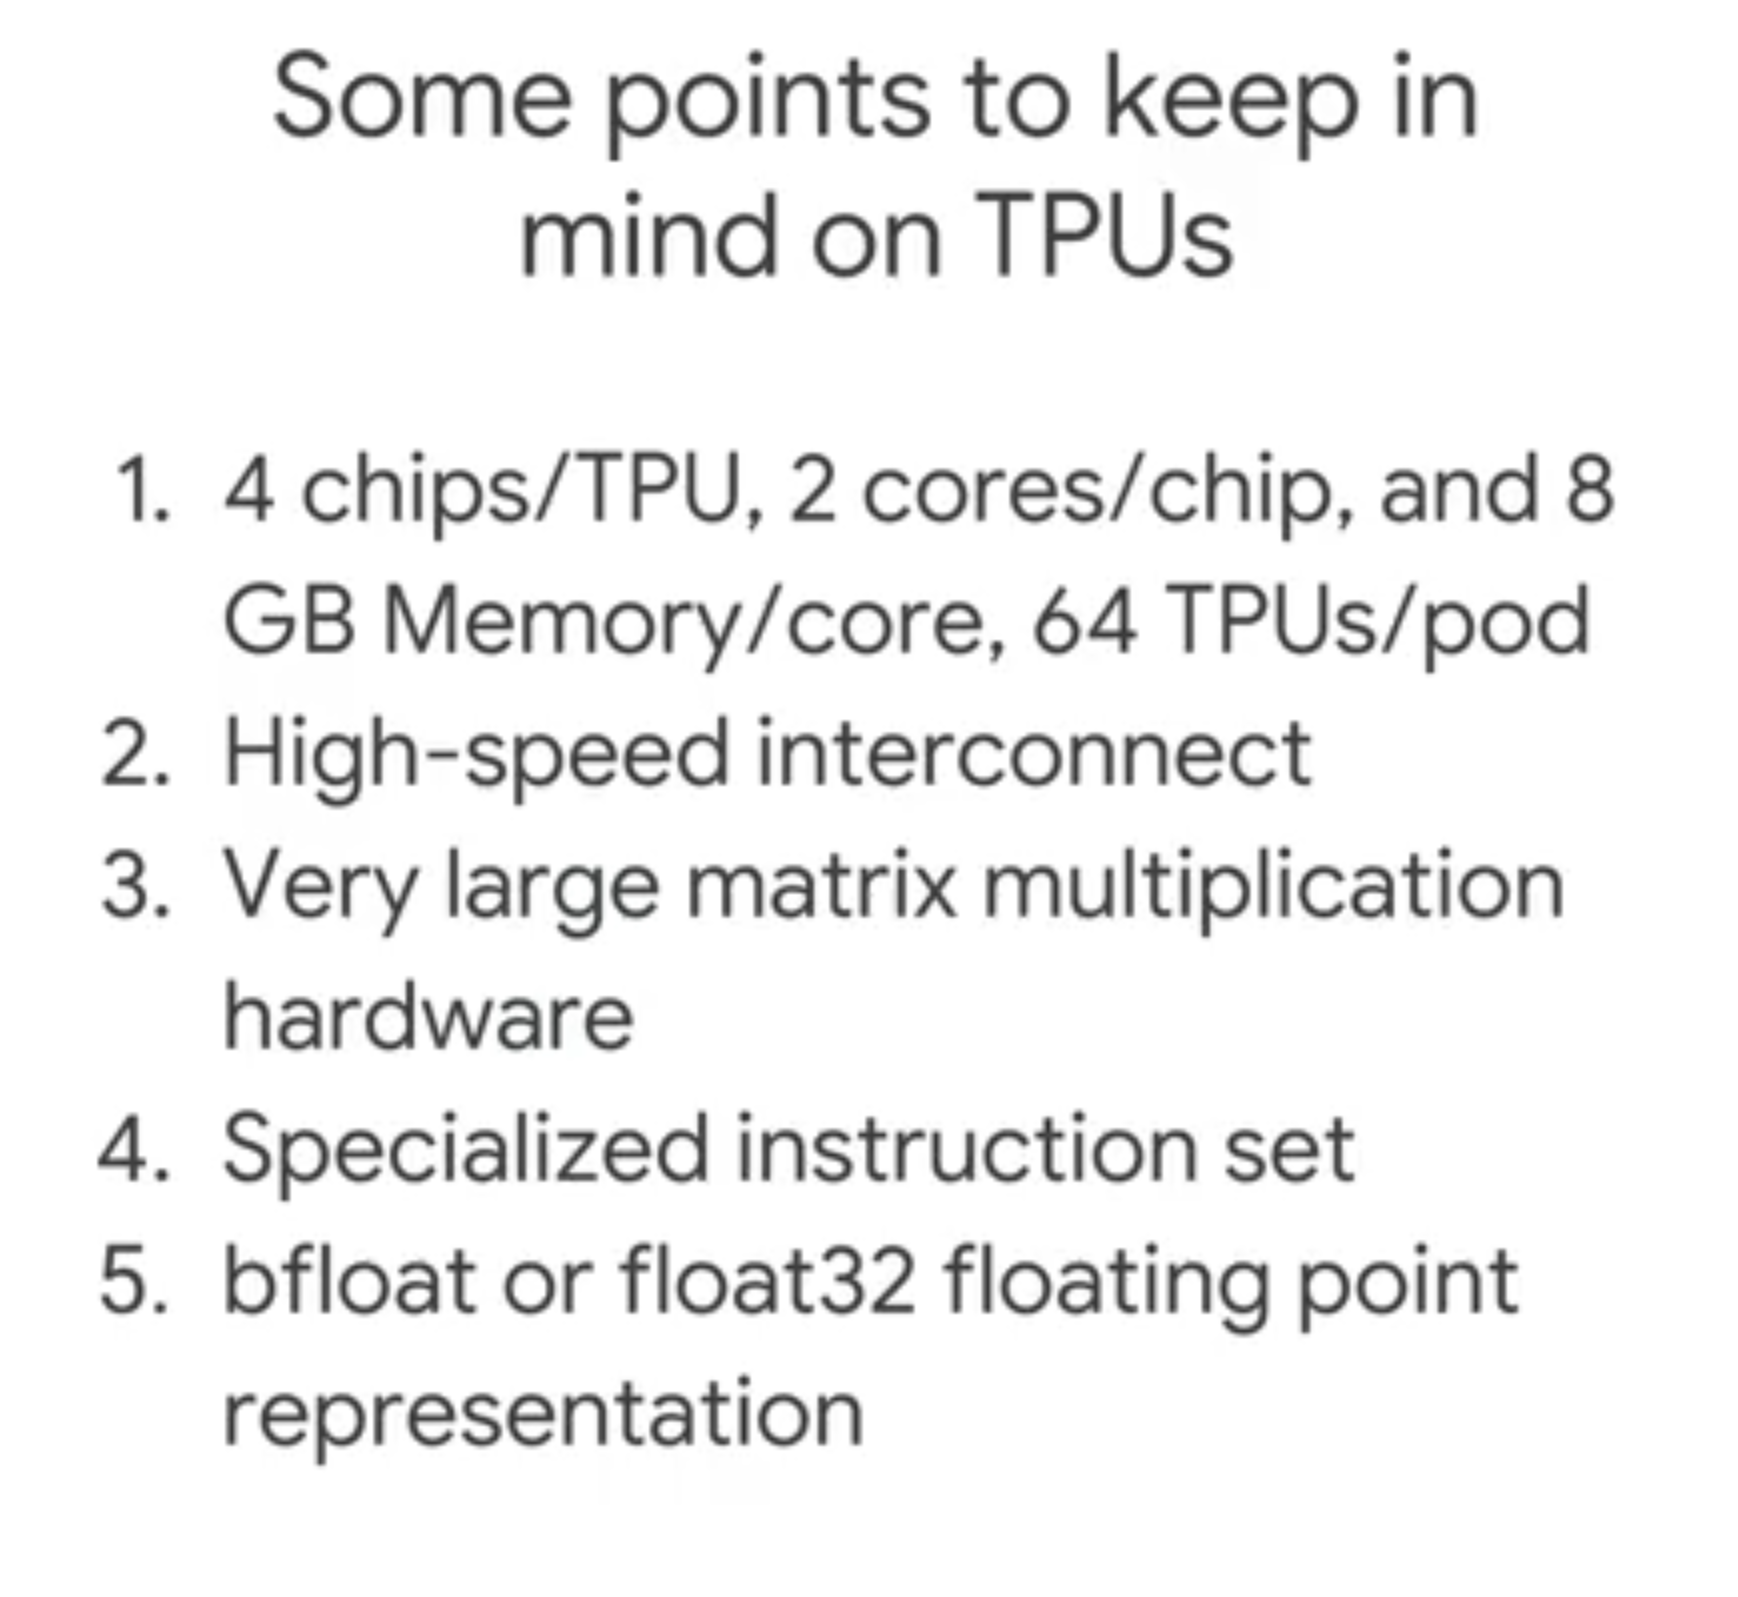 Some points to keep in
mind on TPUs
1. 4 chips/TPU, 2 cores/chip, and 8
GB Memory/core, 64 TPUs/pod
2. High-speed interconnect
3. Very large matrix multiplication
hardware
4. Specialized instruction set
5. bfloat or float32 floating point
representation